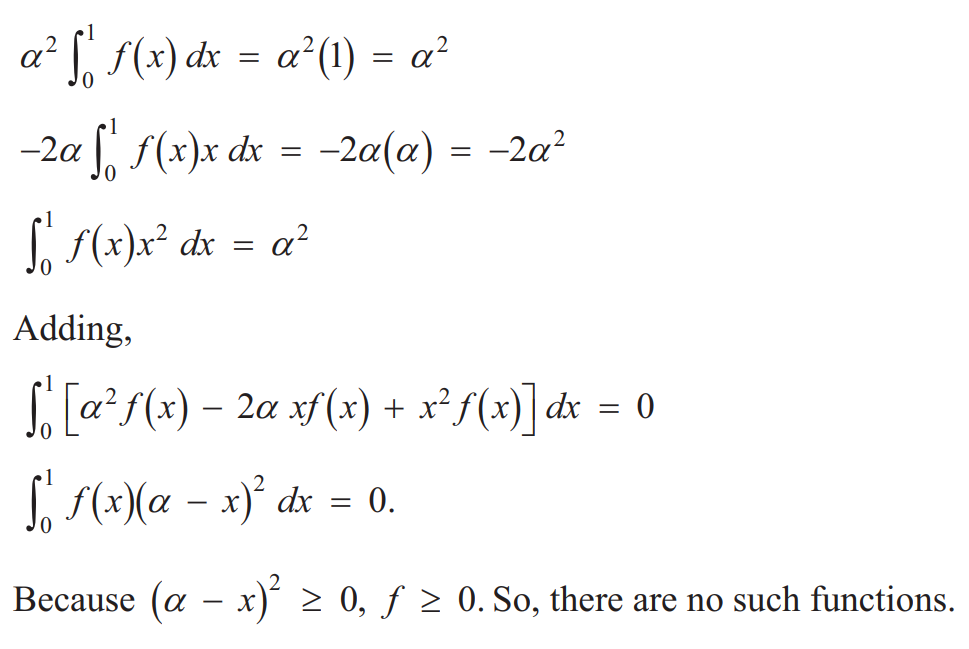 α² ∫₀¹ f(x) dx = α²(1) = α²
−2α ∫₀¹ f(x)x dx = −2α(α) = −2α²
∫₀¹ f(x)x² dx = α²
Adding,
∫₀¹ [α² f(x) − 2α xf(x) + x² f(x)] dx = 0
∫₀¹ f(x)(α − x)² dx = 0.
Because (α − x)² ≥ 0, f ≥ 0. So, there are no such functions.